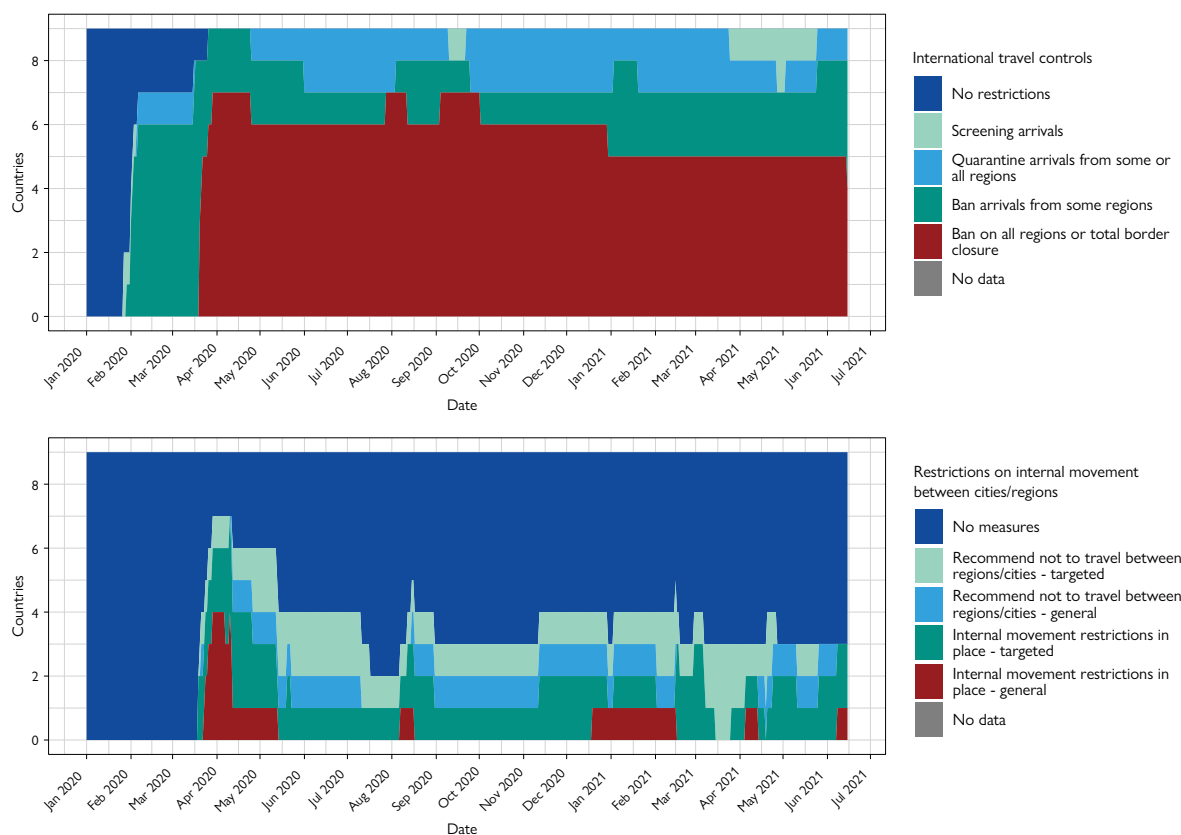 International travel controls
No restrictions
Screening arrivals
Quarantine arrivals from some or
all regions
Ban arrivals from some regions
Ban on all regions or total border
closure
No data
Countries
8
6
4
2
0
Jan 2020
Feb 2020
Mar 2020
Apr 2020
May 2020
Jun 2020
Jul 2020
Aug 2020
Sep 2020
Oct 2020
Nov 2020
Dec 2020
Jan 2021
Feb 2021
Mar 2021
Apr 2021
May 2021
Jun 2021
Jul 2021
Date
Restrictions on internal movement
between cities/regions
No measures
Recommend not to travel between
regions/cities - targeted
Recommend not to travel between
regions/cities - general
Internal movement restrictions in
place - targeted
Internal movement restrictions in
place - general
No data
Countries
8
6
4
2
0
Jan 2020
Feb 2020
Mar 2020
Apr 2020
May 2020
Jun 2020
Jul 2020
Aug 2020
Sep 2020
Oct 2020
Nov 2020
Dec 2020
Jan 2021
Feb 2021
Mar 2021
Apr 2021
May 2021
Jun 2021
Jul 2021
Date